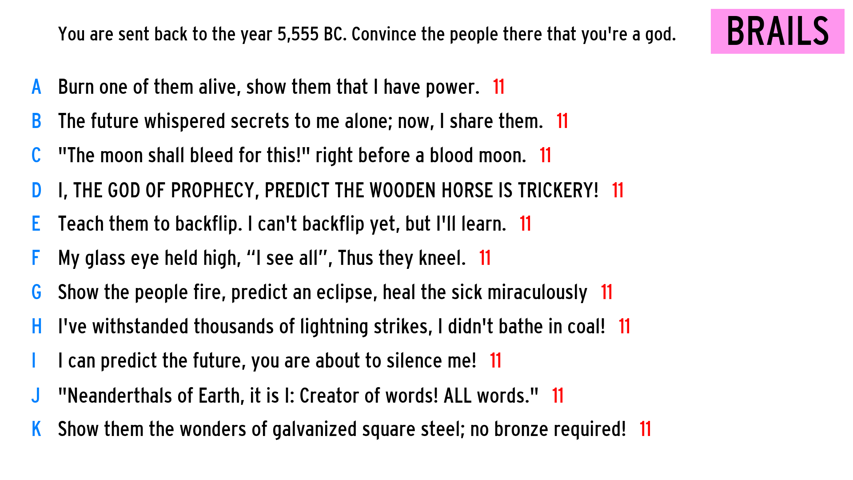 You are sent back to the year 5,555 BC. Convince the people there that you're a god.
BRAILS
A Burn one of them alive, show them that I have power. 11
B The future whispered secrets to me alone; now, I share them. 11
C "The moon shall bleed for this!" right before a blood moon. 11
D I, THE GOD OF PROPHECY, PREDICT THE WOODEN HORSE IS TRICKERY! 11
E Teach them to backflip. I can't backflip yet, but I'll learn. 11
F My glass eye held high, “I see all”, Thus they kneel. 11
G Show the people fire, predict an eclipse, heal the sick miraculously 11
H I've withstanded thousands of lightning strikes, I didn't bathe in coal! 11
I I can predict the future, you are about to silence me! 11
J "Neanderthals of Earth, it is I: Creator of words! ALL words." 11
K Show them the wonders of galvanized square steel; no bronze required! 11